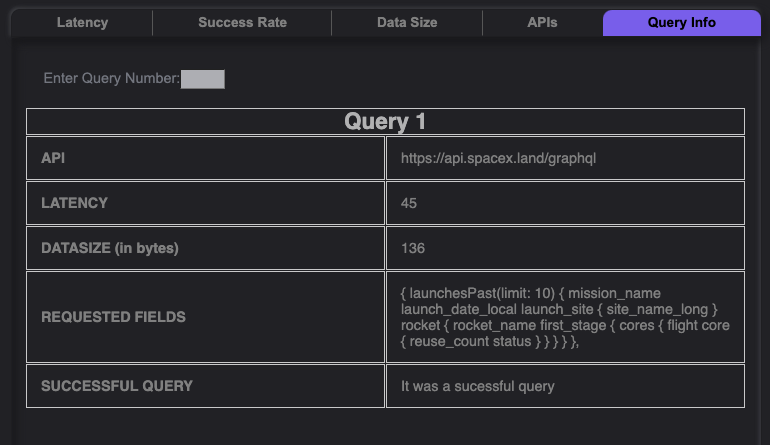 Latency Success Rate Data Size APIs Query Info
Enter Query Number:
Query 1
API https://api.spacex.land/graphql
LATENCY 45
DATASIZE (in bytes) 136
REQUESTED FIELDS
{ launchesPast(limit: 10) { mission_name
launch_date_local launch_site { site_name_long }
rocket { rocket_name first_stage { cores { flight core
{ reuse_count status } } } } },
SUCCESSFUL QUERY It was a sucessful query